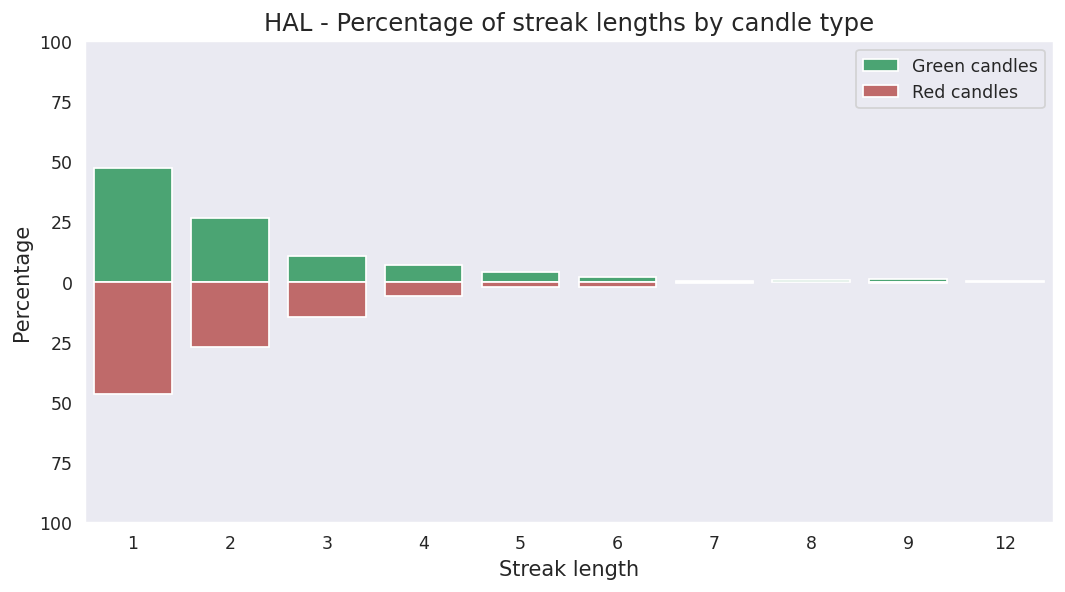 HAL - Percentage of streak lengths by candle type
Green candles
Red candles
Percentage
100
75
50
25
0
25
50
75
100
1 2 3 4 5 6 7 8 9 12
Streak length